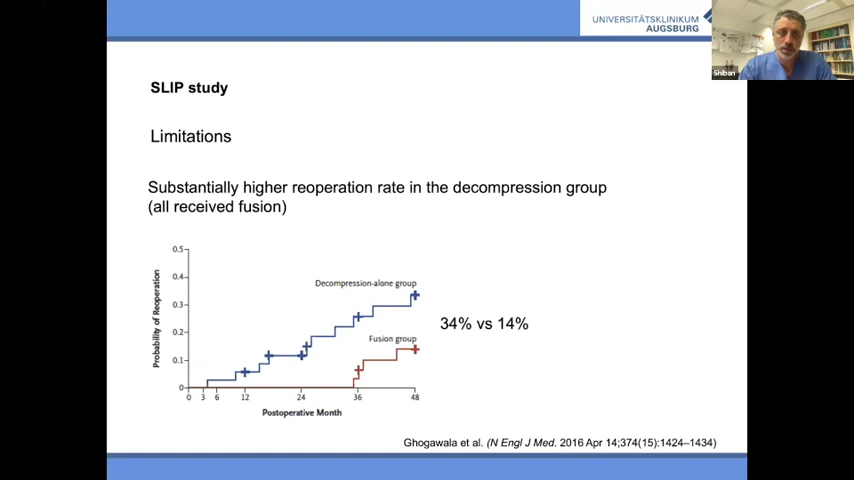 UNIVERSITÄTSKLINIKUM
AUGSBURG
Shiban
SLIP study
Limitations
Substantially higher reoperation rate in the decompression group
(all received fusion)
Probability of Reoperation
0.5
0.4
0.3
0.2
0.1
0
Decompression-alone group
Fusion group
0 3 6 12 24 36 48
Postoperative Month
34% vs 14%
Ghogawala et al. (N Engl J Med. 2016 Apr 14;374(15):1424–1434)